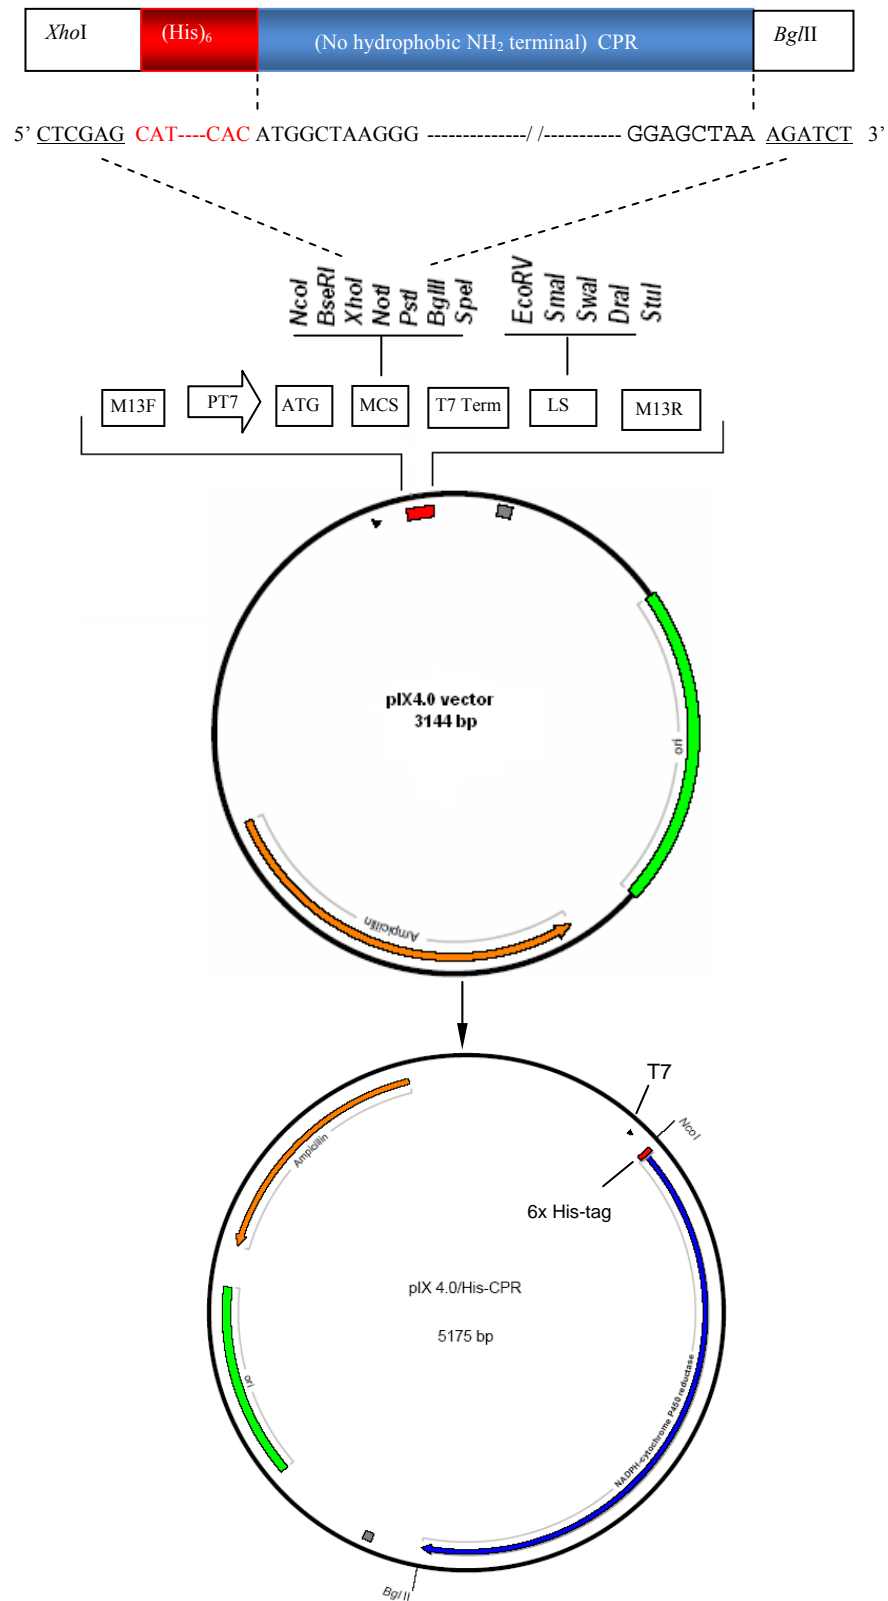 XhoI (His)6 (No hydrophobic NH2 terminal) CPR BglII
5’ CTCGAG CAT----CAC ATGGCTAAGGG --------------/ /----------- GGAGCTAA AGATCT 3’
NcoI
BseRI
XhoI
NotI
PstI
BglII
SpeI
EcoRV
SmaI
SwaI
DraI
StuI
M13F PT7 ATG MCS T7 Term LS M13R
pIX4.0 vector
3144 bp
ori
Ampicillin
T7
NcoI
Ampicillin
6x His-tag
pIX 4.0/His-CPR
5175 bp
ori
NADPH-cytochrome P450 reductase
Bgl II